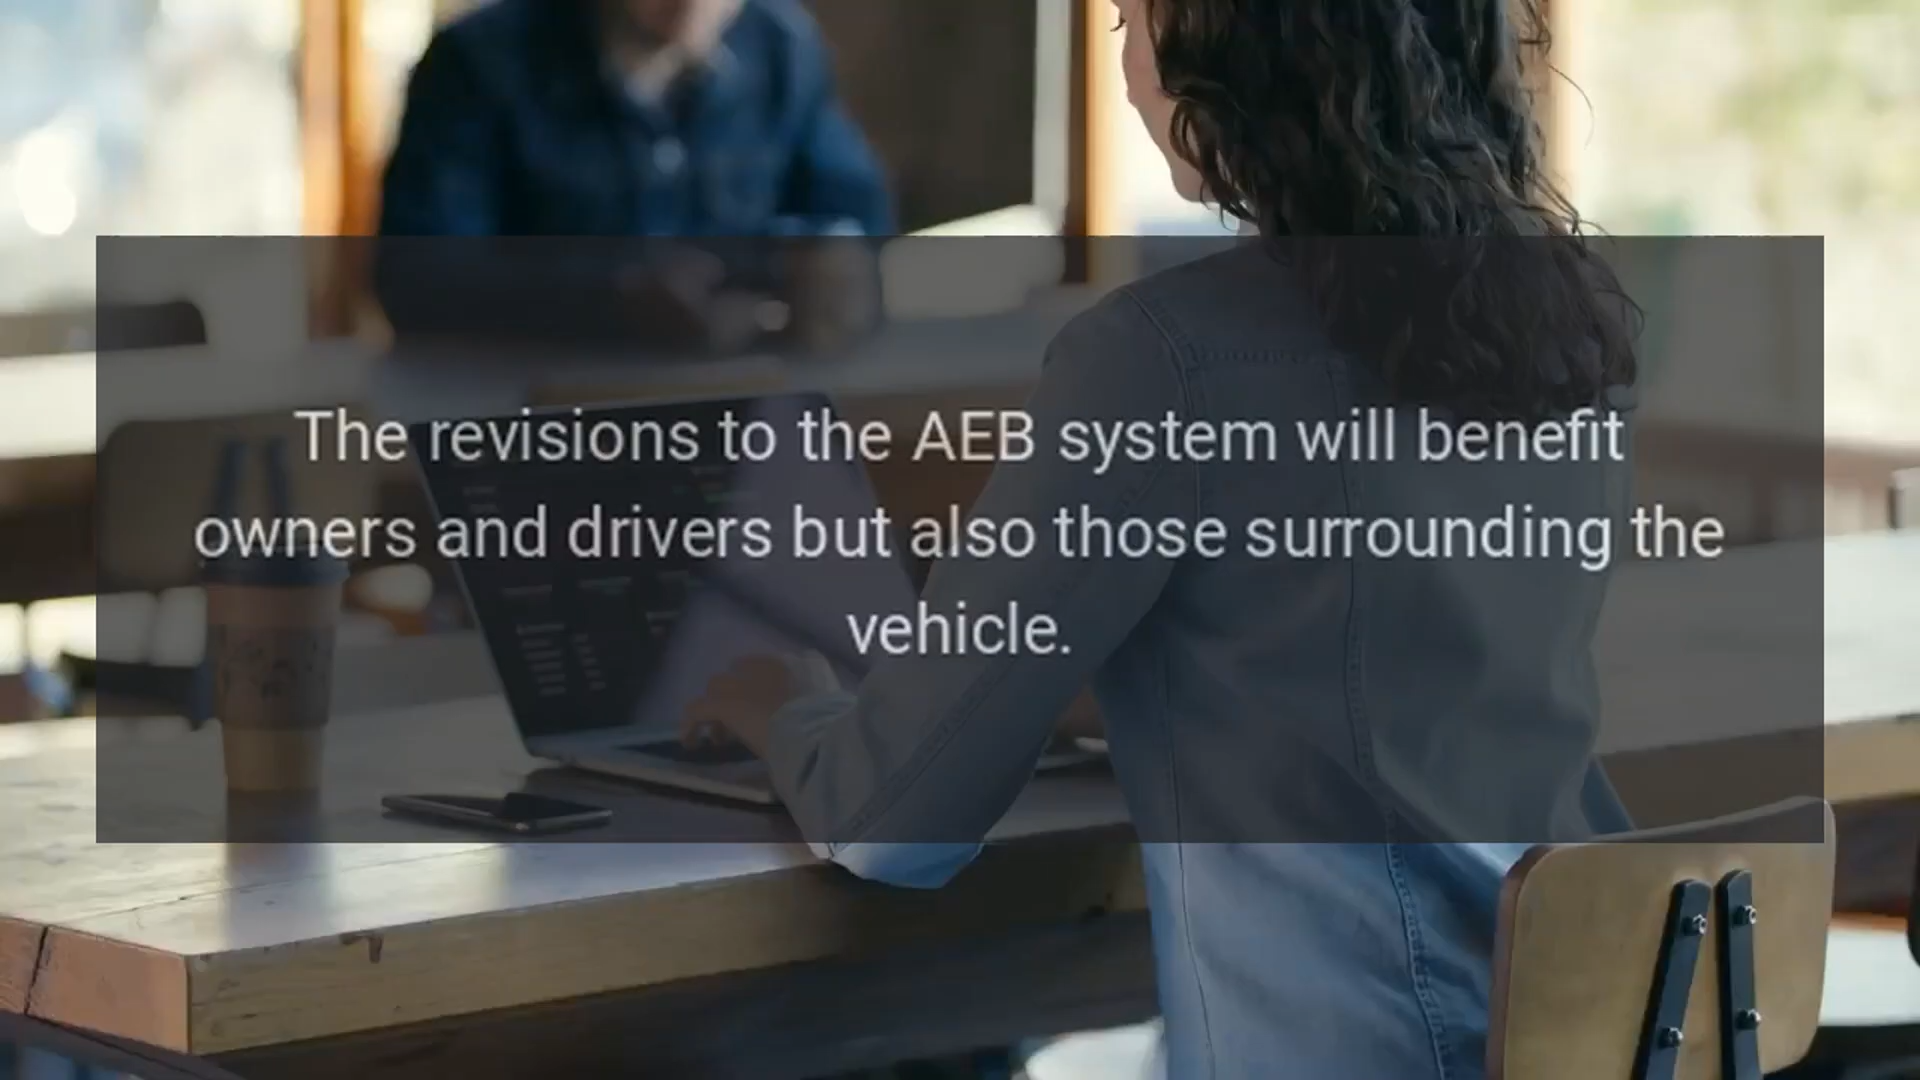 The revisions to the AEB system will benefit
owners and drivers but also those surrounding the
vehicle.